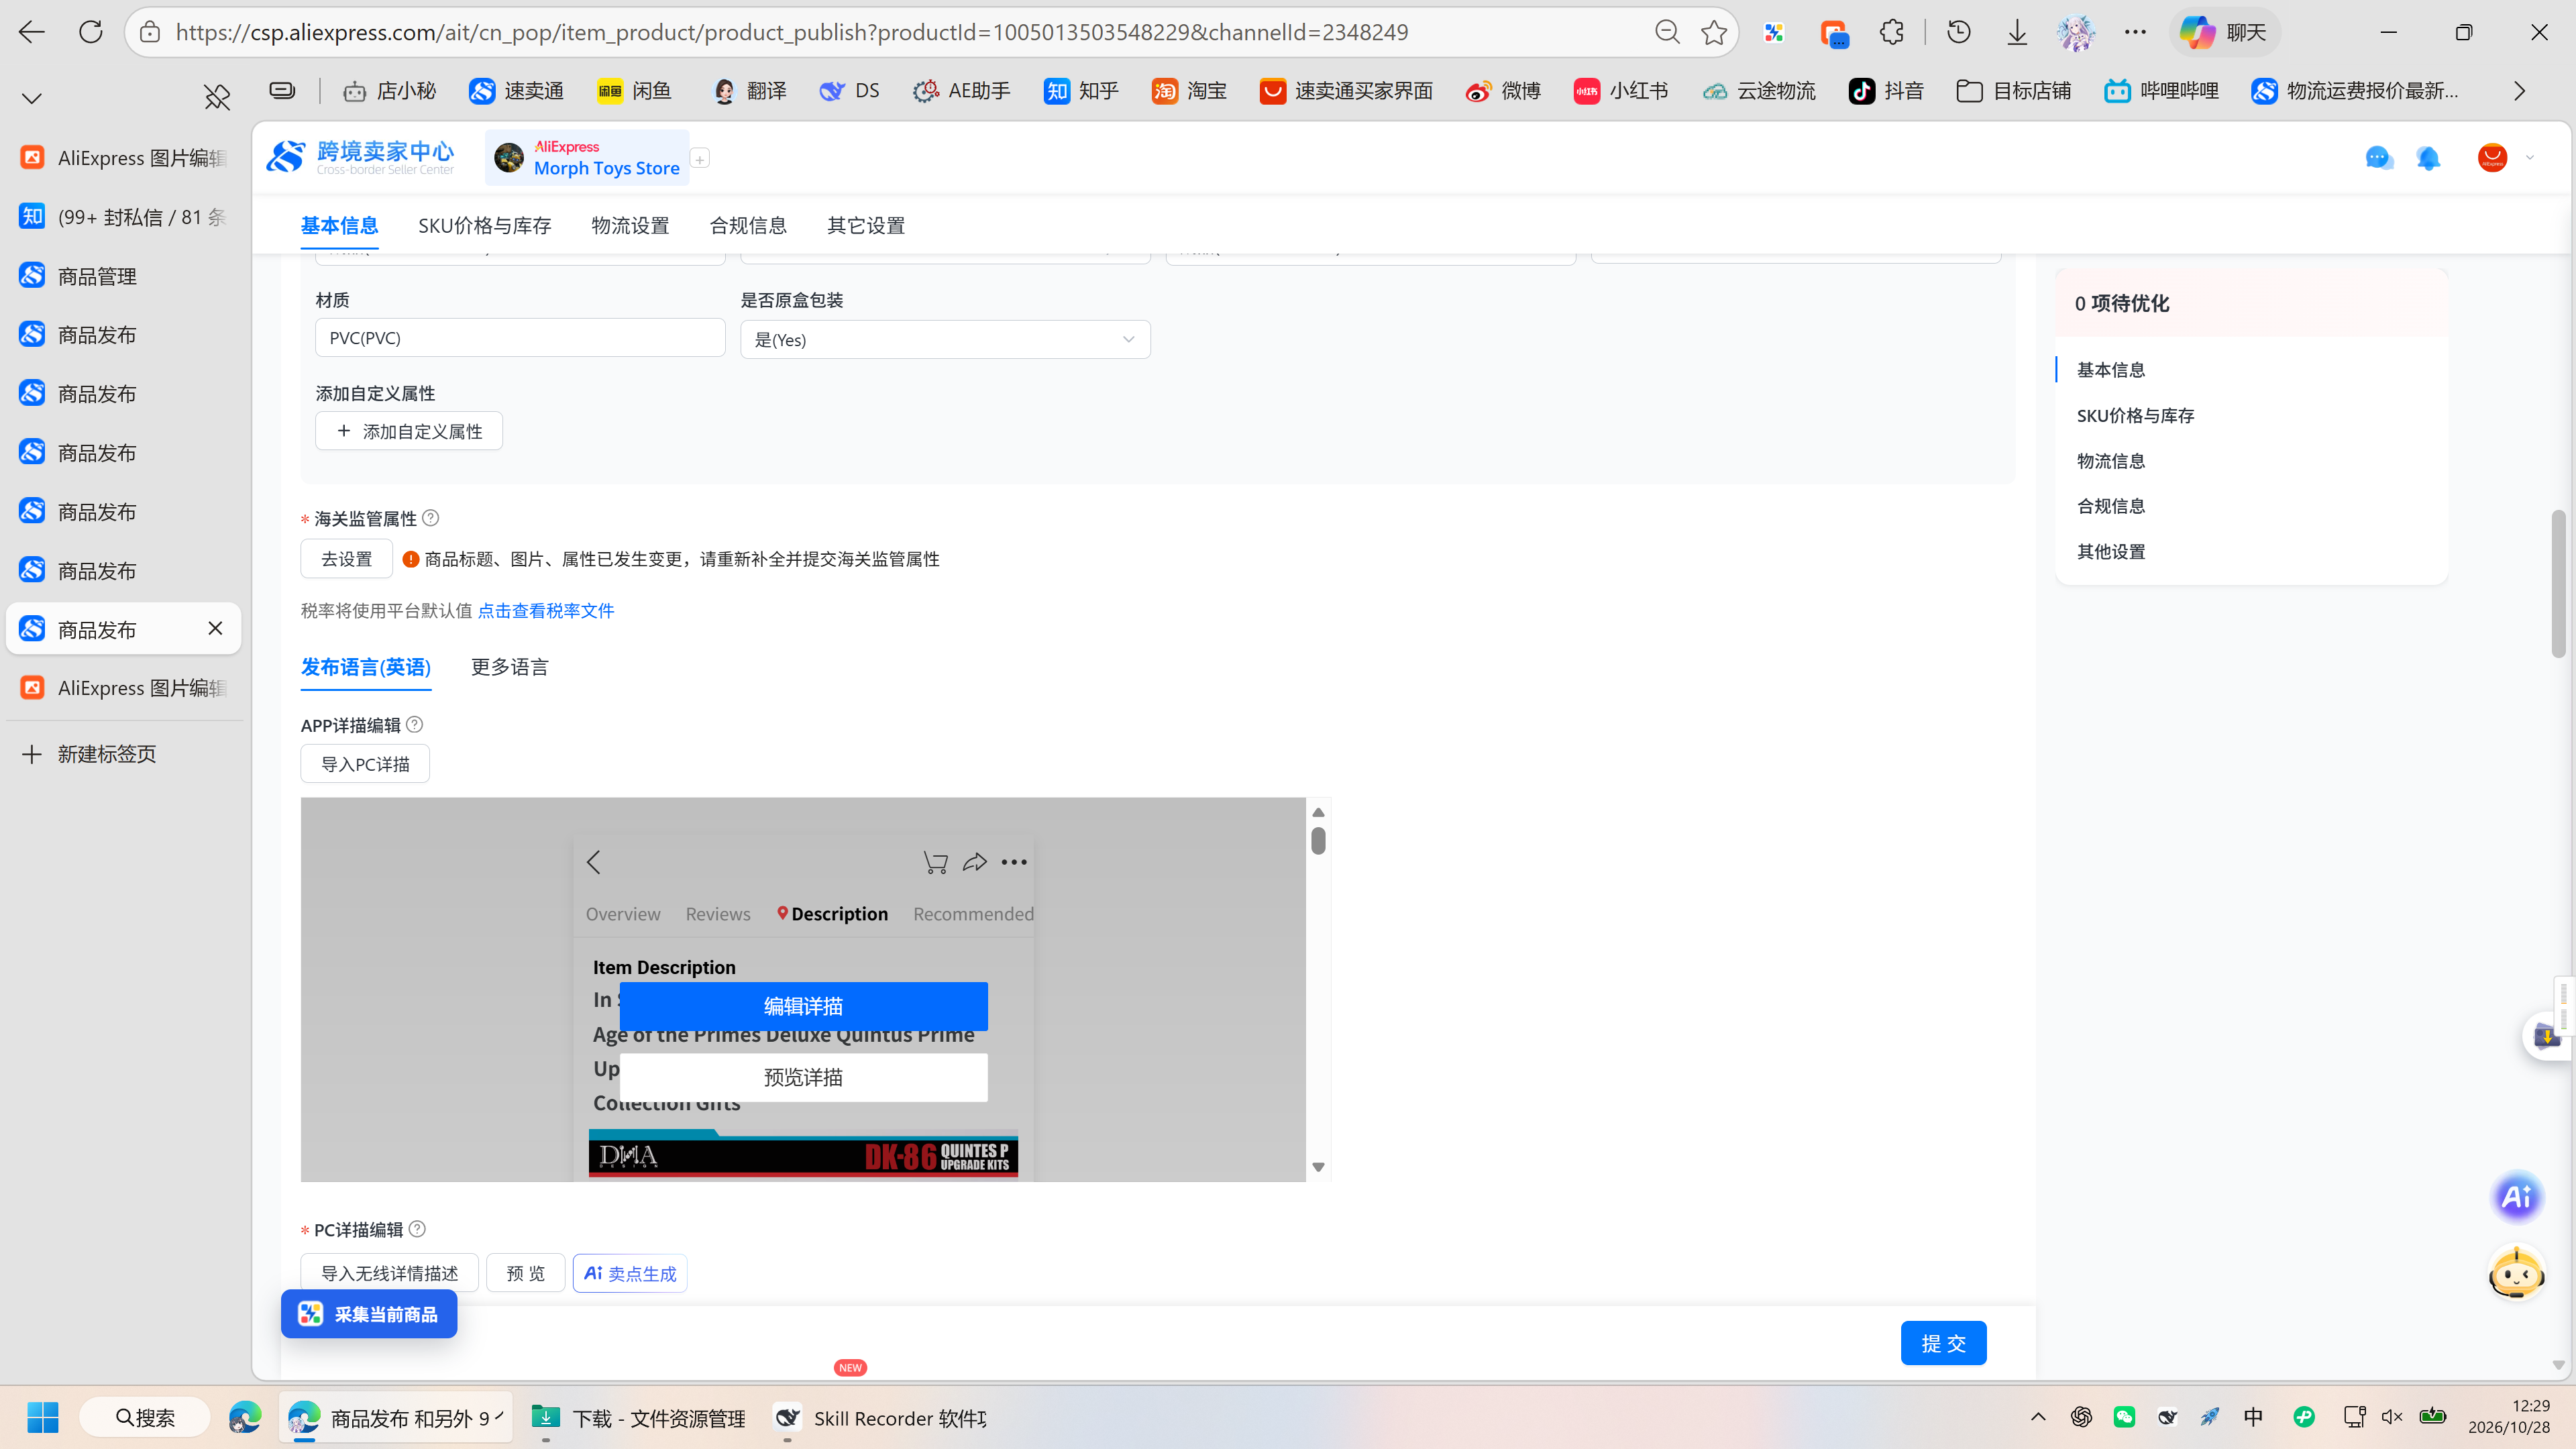 https://csp.aliexpress.com/ait/cn_pop/item_product/product_publish?productId=1005013503548229&channelId=2348249
聊天
店小秘
速卖通
闲鱼
翻译
DS
AE助手
知乎
淘宝
速卖通买家界面
微博
小红书
云途物流
抖音
目标店铺
哔哩哔哩
物流运费报价最新...
AliExpress 图片编辑
(99+ 封私信 / 81 条
商品管理
商品发布
商品发布
商品发布
商品发布
商品发布
商品发布
AliExpress 图片编辑
新建标签页
跨境卖家中心
Cross-border Seller Center
AliExpress
Morph Toys Store
基本信息
SKU价格与库存
物流设置
合规信息
其它设置
材质
是否原盒包装
PVC(PVC)
是(Yes)
添加自定义属性
添加自定义属性
* 海关监管属性
去设置
商品标题、图片、属性已发生变更，请重新补全并提交海关监管属性
税率将使用平台默认值 点击查看税率文件
发布语言(英语)
更多语言
APP详描编辑
导入PC详描
Overview
Reviews
Description
Recommended
Item Description
In S
编辑详描
Age of the Primes Deluxe Quintus Prime
Up
预览详描
Collection Gifts
DNA
DESIGN
DK-86
QUINTES P
UPGRADE KITS
* PC详描编辑
导入无线详情描述
预 览
Ai 卖点生成
采集当前商品
提 交
NEW
0 项待优化
基本信息
SKU价格与库存
物流信息
合规信息
其他设置
Ai
搜索
商品发布 和另外 9
下载 - 文件资源管理
Skill Recorder 软件
中
12:29
2026/10/28